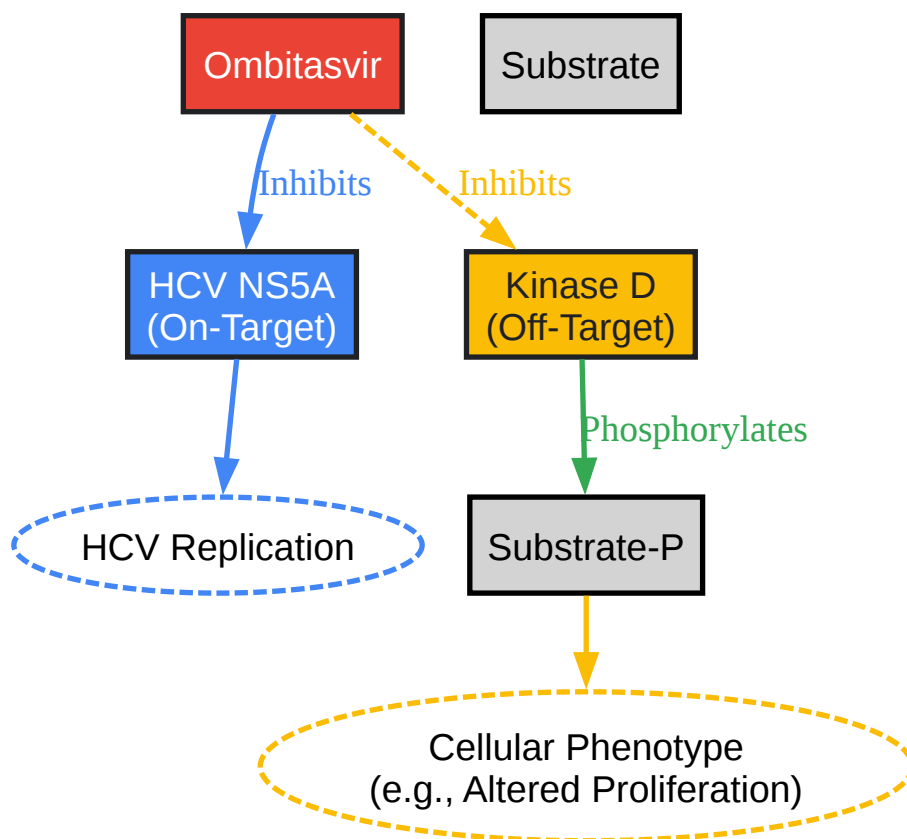 Ombitasvir
Substrate
Inhibits
Inhibits
HCV NS5A
(On-Target)
Kinase D
(Off-Target)
Phosphorylates
HCV Replication
Substrate-P
Cellular Phenotype
(e.g., Altered Proliferation)